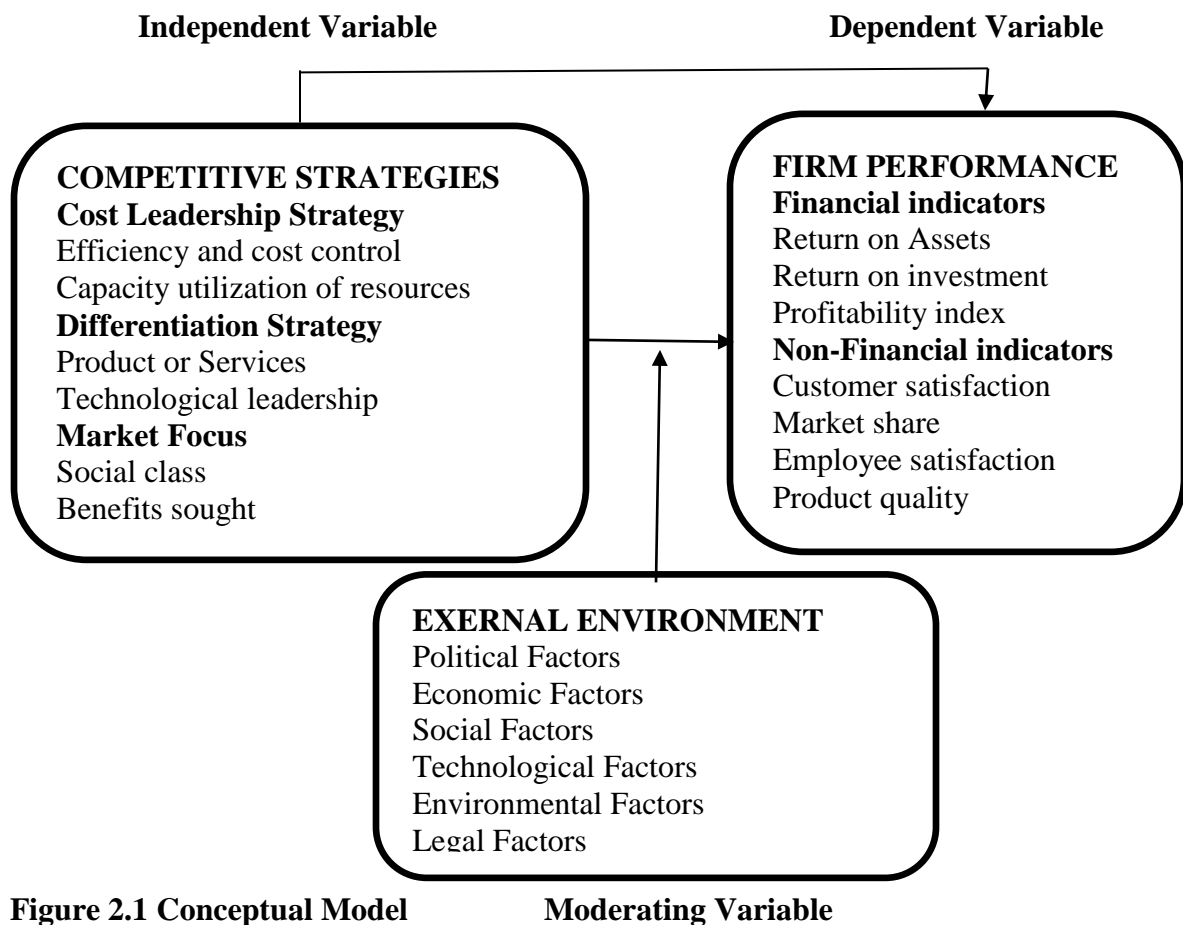 Independent Variable
Dependent Variable
COMPETITIVE STRATEGIES
Cost Leadership Strategy
Efficiency and cost control
Capacity utilization of resources
Differentiation Strategy
Product or Services
Technological leadership
Market Focus
Social class
Benefits sought
FIRM PERFORMANCE
Financial indicators
Return on Assets
Return on investment
Profitability index
Non-Financial indicators
Customer satisfaction
Market share
Employee satisfaction
Product quality
EXERNAL ENVIRONMENT
Political Factors
Economic Factors
Social Factors
Technological Factors
Environmental Factors
Legal Factors
Figure 2.1 Conceptual Model
Moderating Variable